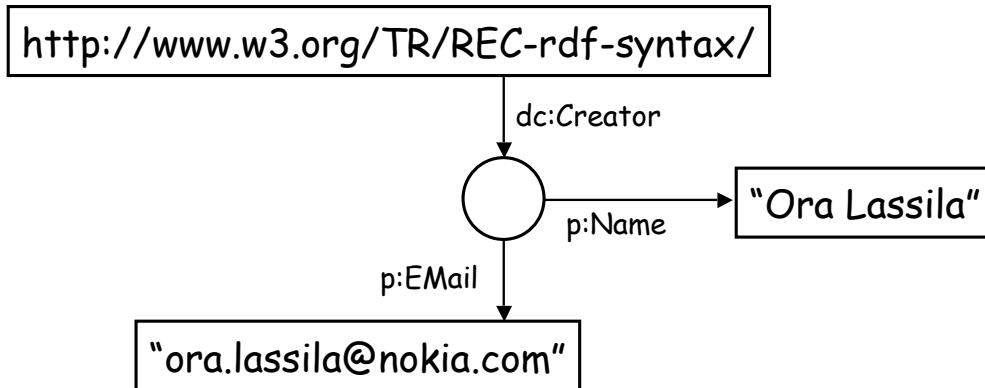 http://www.w3.org/TR/REC-rdf-syntax/
dc:Creator
“Ora Lassila”
p:Name
p:EMail
“ora.lassila@nokia.com”